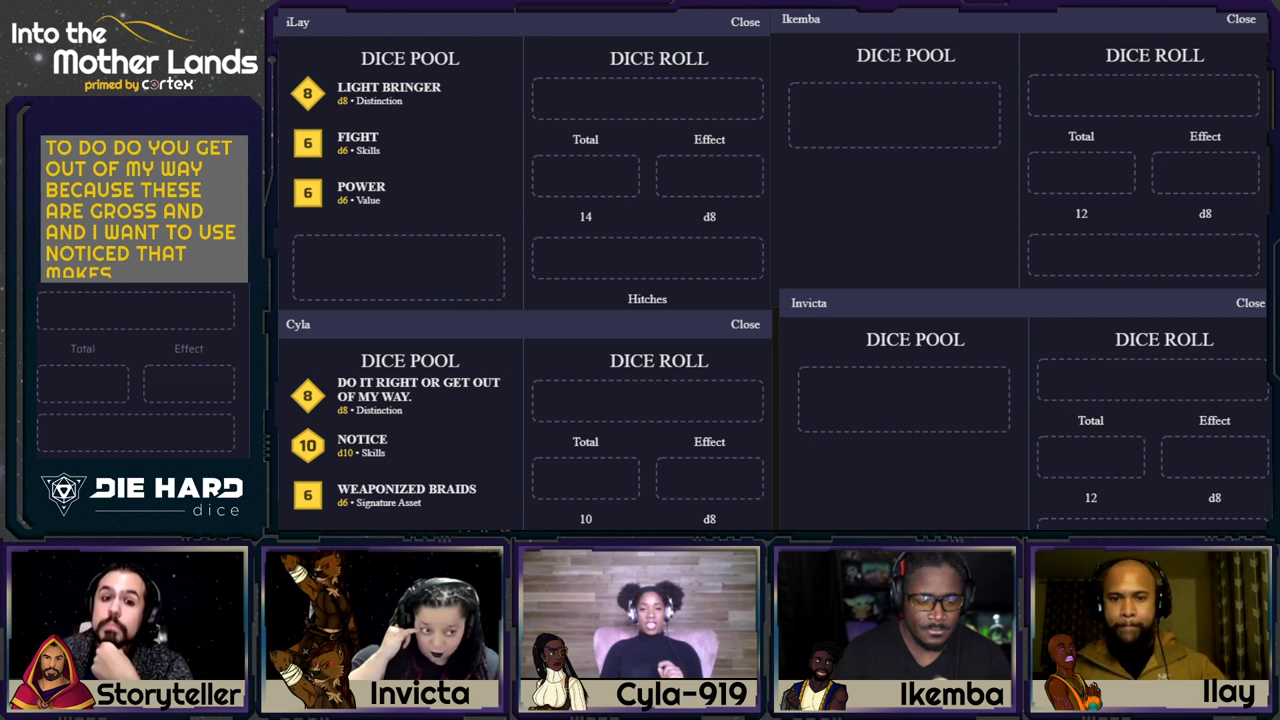 Into the
Mother Lands
primed by cortex
TO DO DO YOU GET
OUT OF MY WAY
BECAUSE THESE
ARE GROSS AND
AND I WANT TO USE
NOTICED THAT
MAKES
Total Effect
DIE HARD
dice
iLay Close
DICE POOL
8 LIGHT BRINGER
d8 • Distinction
6 FIGHT
d6 • Skills
6 POWER
d6 • Value
DICE ROLL
Total Effect
14 d8
Hitches
Ikemba Close
DICE POOL
DICE ROLL
Total Effect
12 d8
Cyla Close
DICE POOL
8 DO IT RIGHT OR GET OUT
OF MY WAY.
d8 • Distinction
10 NOTICE
d10 • Skills
6 WEAPONIZED BRAIDS
d6 • Signature Asset
DICE ROLL
Total Effect
10 d8
Invicta Close
DICE POOL
DICE ROLL
Total Effect
12 d8
Storyteller
Invicta
Cyla-919
Ikemba
Ilay